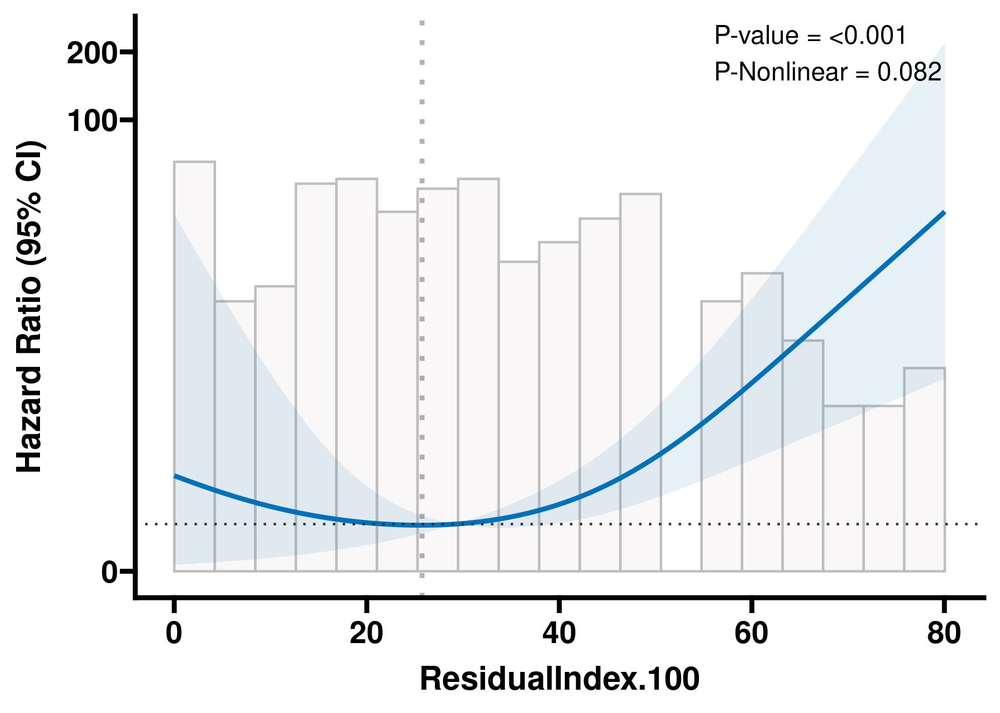 P-value = <0.001
P-Nonlinear = 0.082
Hazard Ratio (95% CI)
200
100
0
0 20 40 60 80
ResidualIndex.100